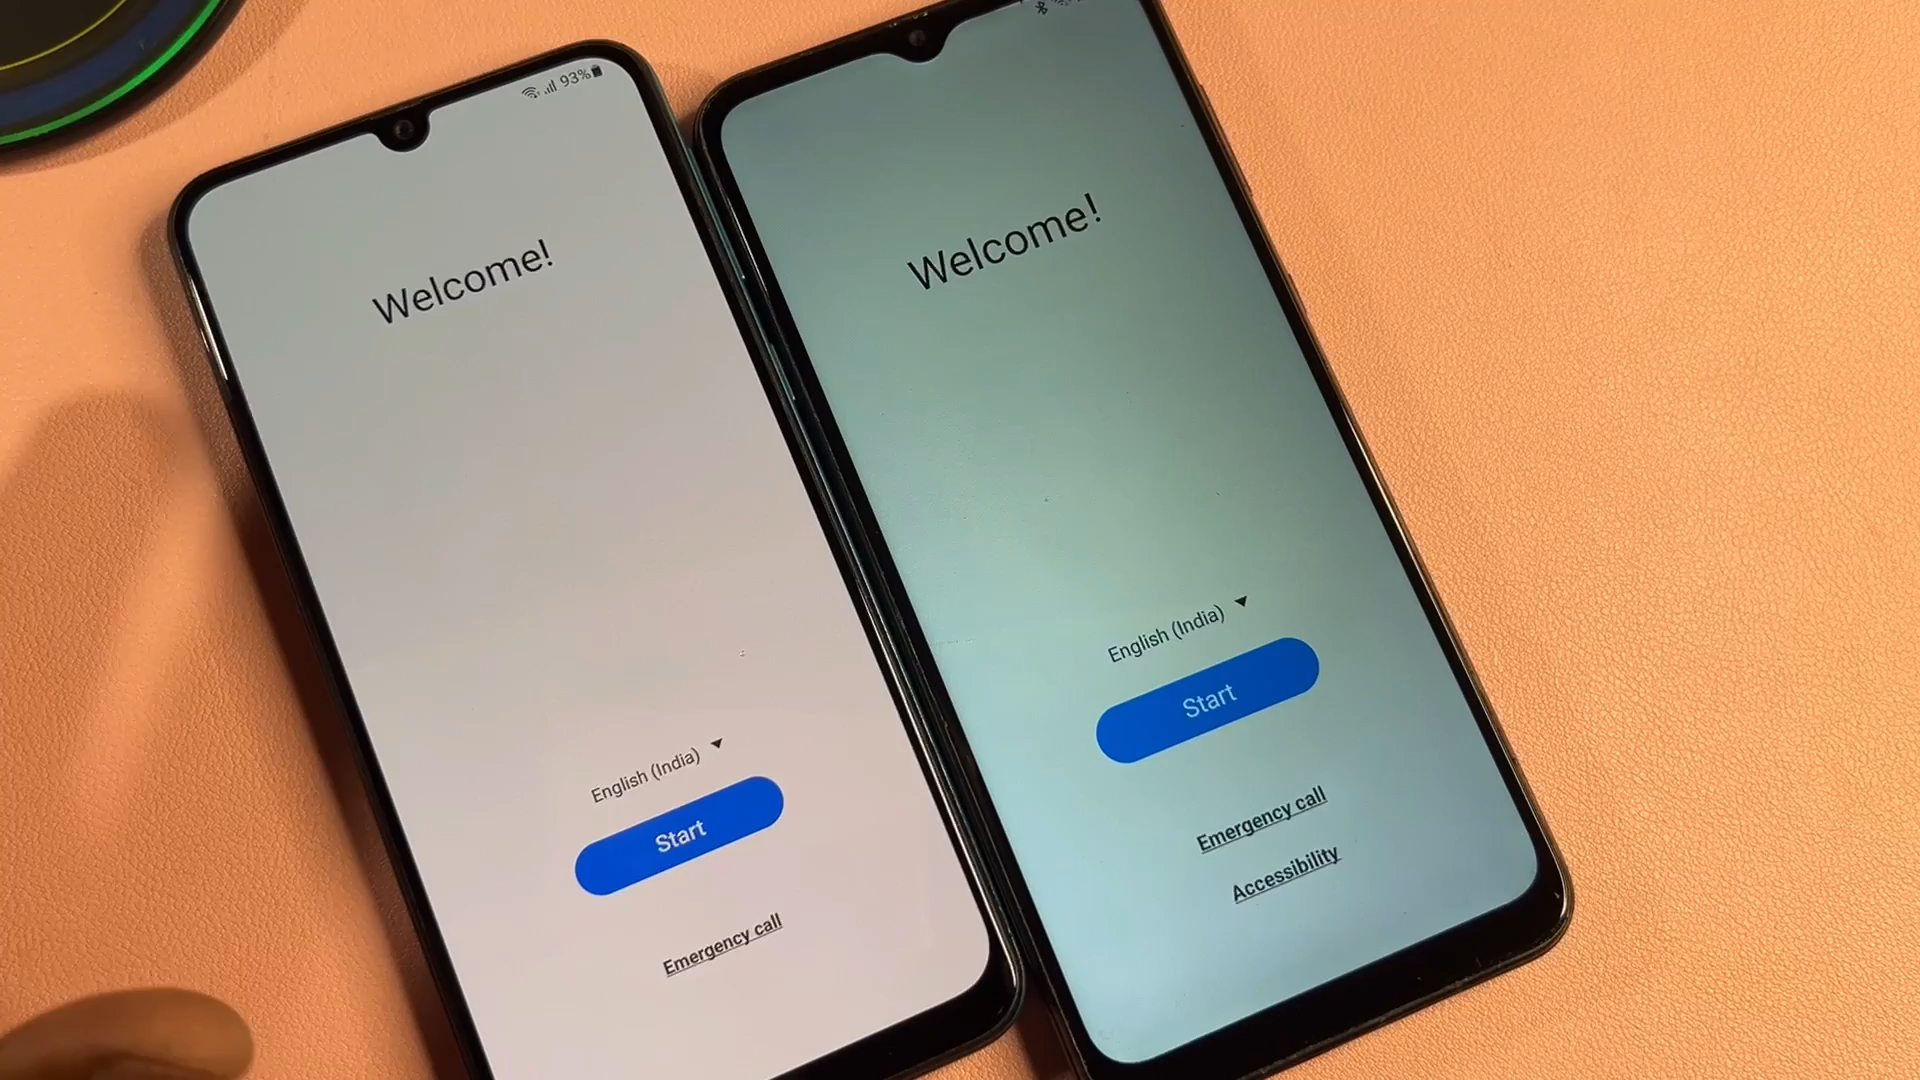 93%
Welcome!
English (India)
Start
Emergency call
Welcome!
English (India)
Start
Emergency call
Accessibility